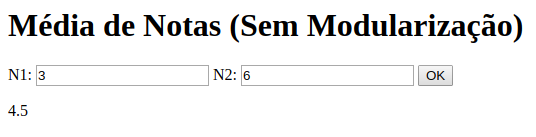 Média de Notas (Sem Modularização)
N1: 3 N2: 6 OK
4.5